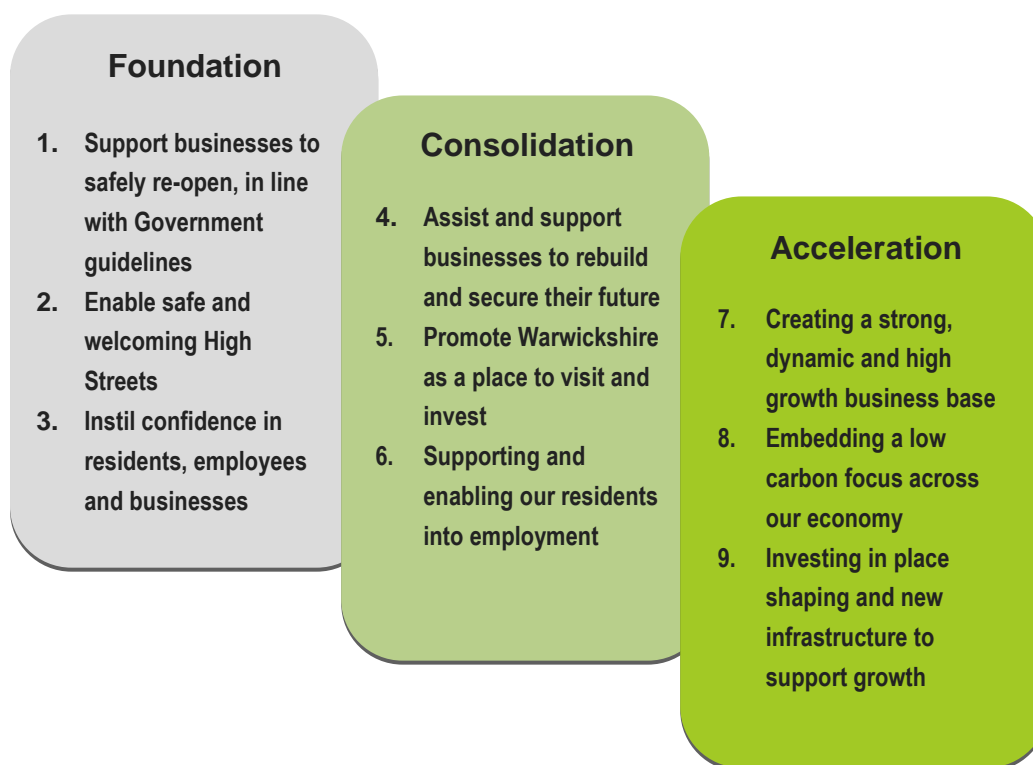 Foundation
1. Support businesses to
safely re-open, in line
with Government
guidelines
2. Enable safe and
welcoming High
Streets
3. Instil confidence in
residents, employees
and businesses
Consolidation
4. Assist and support
businesses to rebuild
and secure their future
5. Promote Warwickshire
as a place to visit and
invest
6. Supporting and
enabling our residents
into employment
Acceleration
7. Creating a strong,
dynamic and high
growth business base
8. Embedding a low
carbon focus across
our economy
9. Investing in place
shaping and new
infrastructure to
support growth